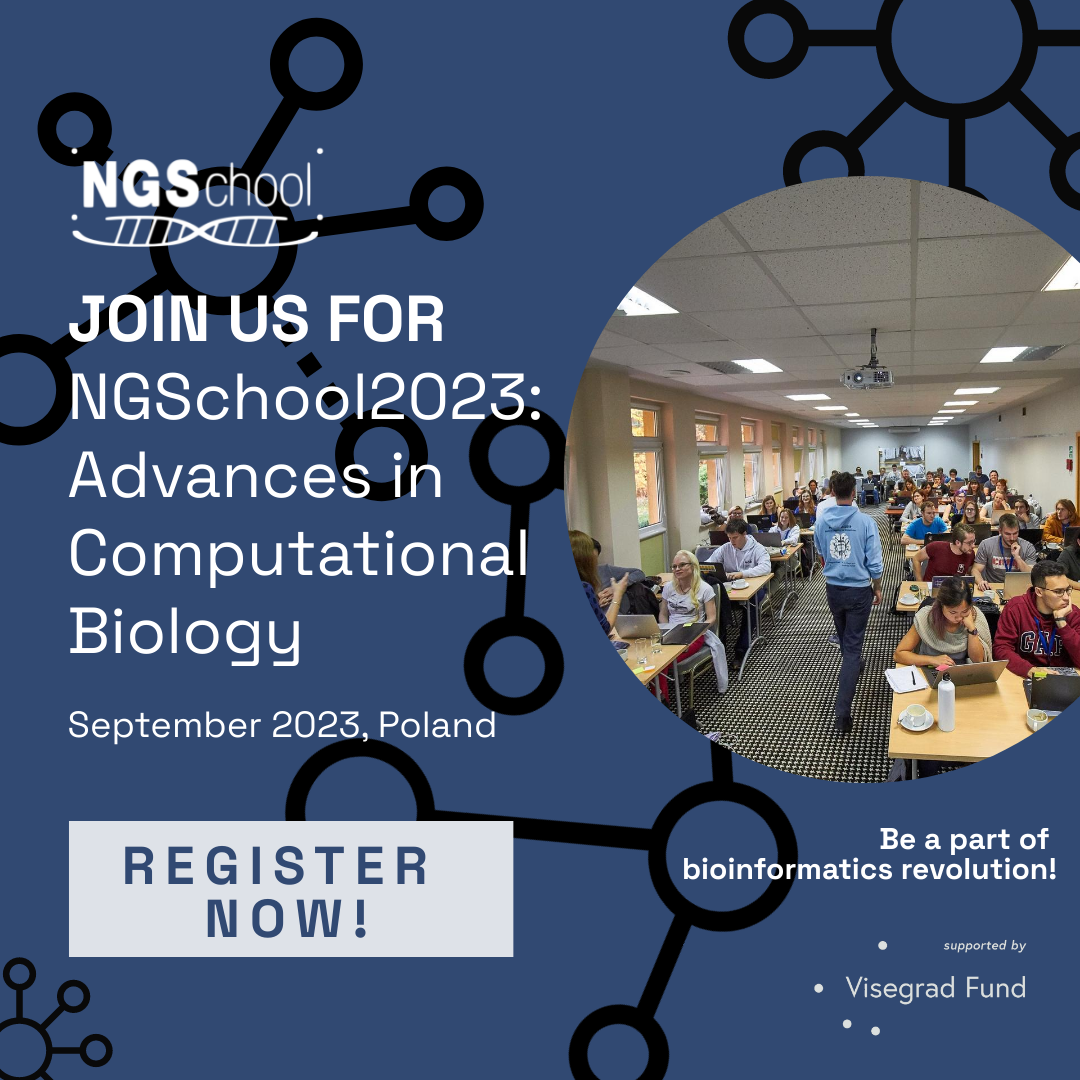 NGSchool
JOIN US FOR
NGSchool2023:
Advances in
Computational
Biology
September 2023, Poland
REGISTER
NOW!
GAP
Be a part of
bioinformatics revolution!
supported by
Visegrad Fund